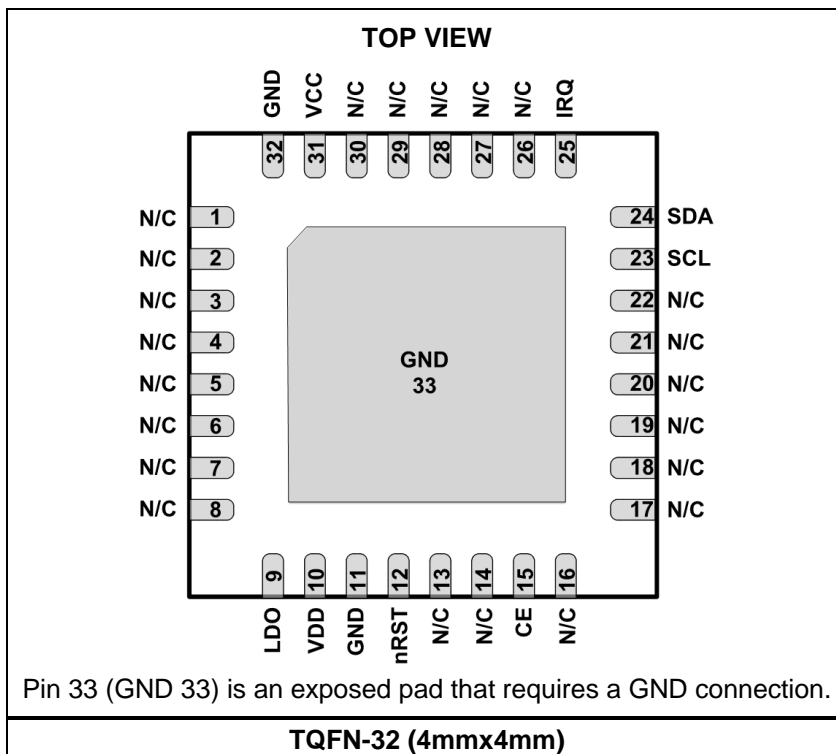 TOP VIEW
GND VCC N/C N/C N/C N/C N/C IRQ
32 31 30 29 28 27 26 25
N/C 1
N/C 2
N/C 3
N/C 4
N/C 5
N/C 6
N/C 7
N/C 8
GND
33
24 SDA
23 SCL
22 N/C
21 N/C
20 N/C
19 N/C
18 N/C
17 N/C
9 10 11 12 13 14 15 16
LDO VDD GND nRST N/C N/C CE N/C
Pin 33 (GND 33) is an exposed pad that requires a GND connection.
TQFN-32 (4mmx4mm)